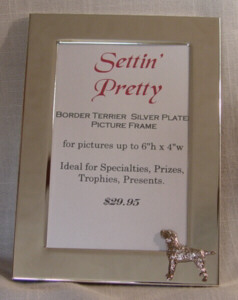 Settin'
Pretty
Border Terrier Silver Plate
Picture Frame
for pictures up to 6"h x 4"w
Ideal for Specialties, Prizes,
Trophies, Presents.
$29.95